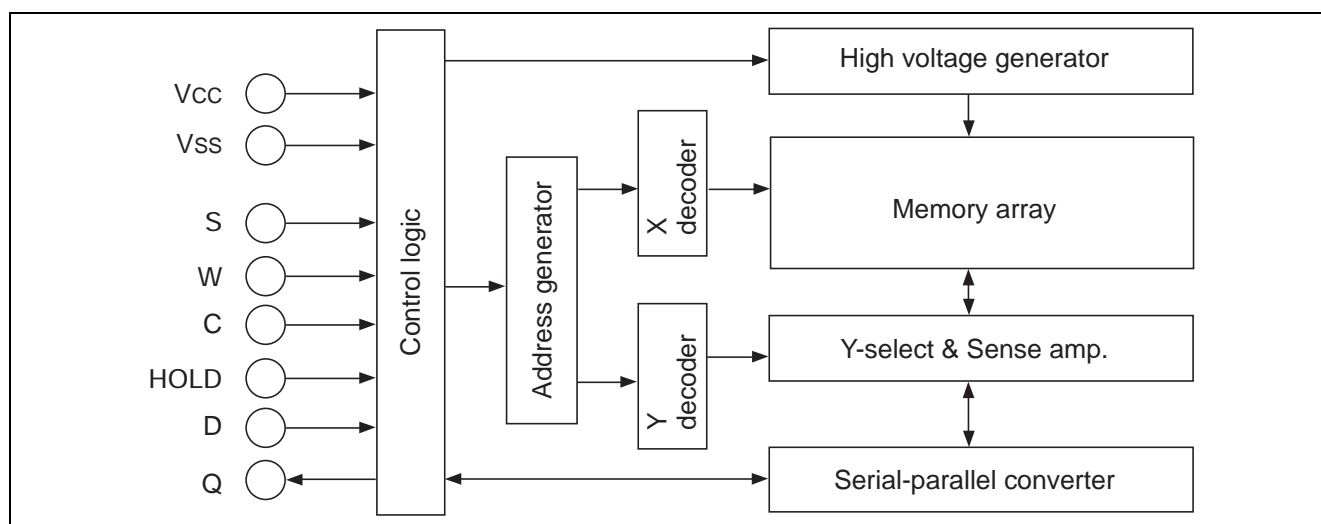 High voltage generator
VCC
VSS
S
W
C
HOLD
D
Q
Control logic
Address generator
X
decoder
Y
decoder
Memory array
Y-select & Sense amp.
Serial-parallel converter